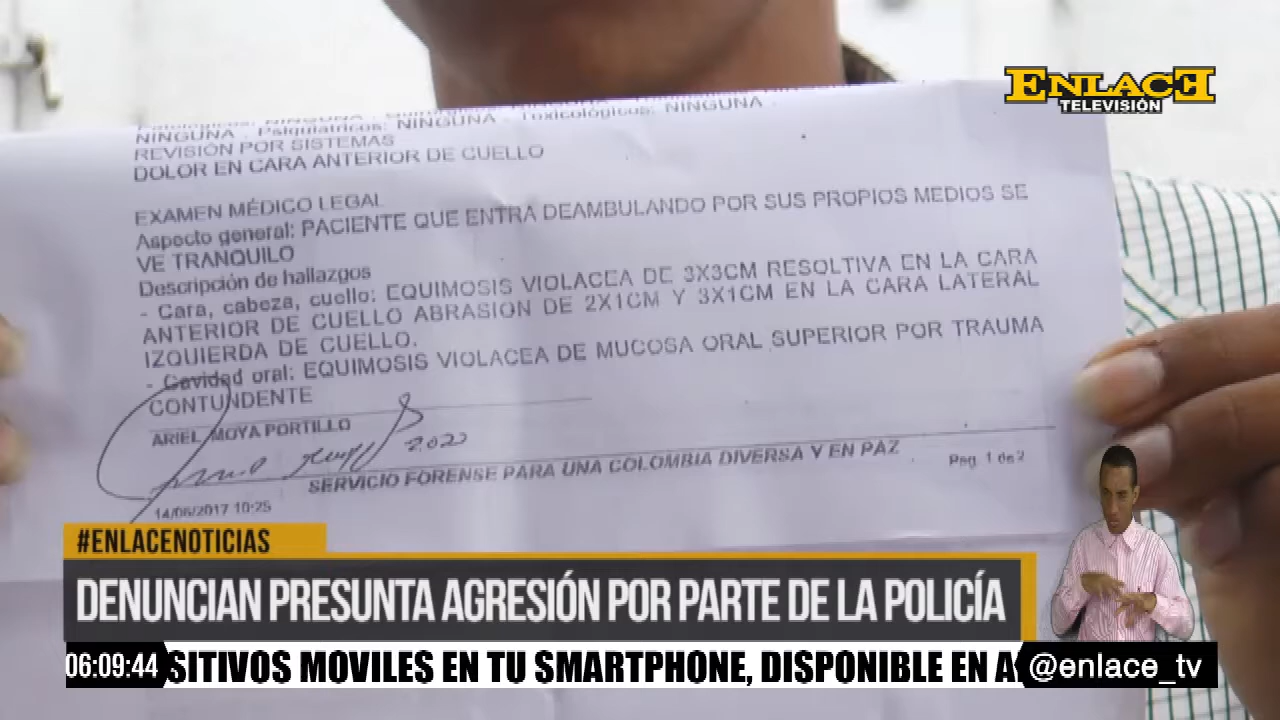 ENLACE
TELEVISIÓN
NINGUNA . Psiquiatricos: NINGUNA . Toxicológicos: NINGUNA .
REVISIÓN POR SISTEMAS
DOLOR EN CARA ANTERIOR DE CUELLO
EXAMEN MÉDICO LEGAL
Aspecto general: PACIENTE QUE ENTRA DEAMBULANDO POR SUS PROPIOS MEDIOS SE
VE TRANQUILO
Descripción de hallazgos
- Cara, cabeza, cuello: EQUIMOSIS VIOLACEA DE 3X3CM RESOLTIVA EN LA CARA
ANTERIOR DE CUELLO ABRASION DE 2X1CM Y 3X1CM EN LA CARA LATERAL
IZQUIERDA DE CUELLO.
- Cavidad oral: EQUIMOSIS VIOLACEA DE MUCOSA ORAL SUPERIOR POR TRAUMA
CONTUNDENTE
ARIEL MOYA PORTILLO
SERVICIO FORENSE PARA UNA COLOMBIA DIVERSA Y EN PAZ
Pag. 1 de 2
14/06/2017 10:25
#ENLACENOTICIAS
DENUNCIAN PRESUNTA AGRESIÓN POR PARTE DE LA POLICÍA
06:09:44 SITIVOS MOVILES EN TU SMARTPHONE, DISPONIBLE EN A @enlace_tv